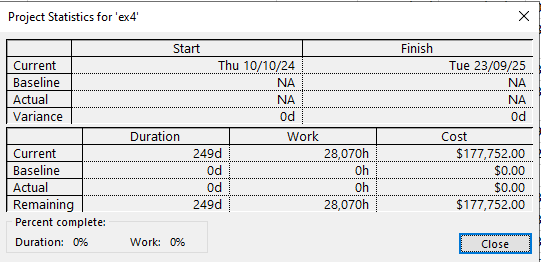 Project Statistics for 'ex4'
Start Finish
Current Thu 10/10/24 Tue 23/09/25
Baseline NA NA
Actual NA NA
Variance 0d 0d
Duration Work Cost
Current 249d 28,070h $177,752.00
Baseline 0d 0h $0.00
Actual 0d 0h $0.00
Remaining 249d 28,070h $177,752.00
Percent complete:
Duration: 0% Work: 0% Close